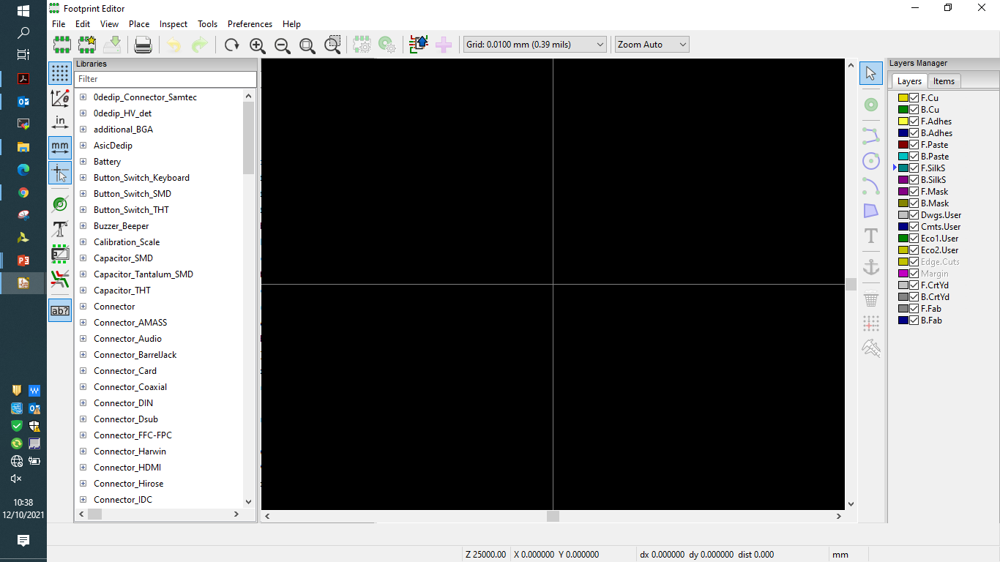 Footprint Editor
File Edit View Place Inspect Tools Preferences Help
Grid: 0.0100 mm (0.39 mils) Zoom Auto
Libraries
Filter
0dedip_Connector_Samtec
0dedip_HV_det
additional_BGA
AsicDedip
Battery
Button_Switch_Keyboard
Button_Switch_SMD
Button_Switch_THT
Buzzer_Beeper
Calibration_Scale
Capacitor_SMD
Capacitor_Tantalum_SMD
Capacitor_THT
Connector
Connector_AMASS
Connector_Audio
Connector_BarrelJack
Connector_Card
Connector_Coaxial
Connector_DIN
Connector_Dsub
Connector_FFC-FPC
Connector_Harwin
Connector_HDMI
Connector_Hirose
Connector_IDC
in
mm
ab?
T
Layers Manager
Layers Items
F.Cu
B.Cu
F.Adhes
B.Adhes
F.Paste
B.Paste
F.SilkS
B.SilkS
F.Mask
B.Mask
Dwgs.User
Cmts.User
Eco1.User
Eco2.User
Edge.Cuts
Margin
F.CrtYd
B.CrtYd
F.Fab
B.Fab
10:38
12/10/2021
Z 25000.00 X 0.000000 Y 0.000000 dx 0.000000 dy 0.000000 dist 0.000 mm